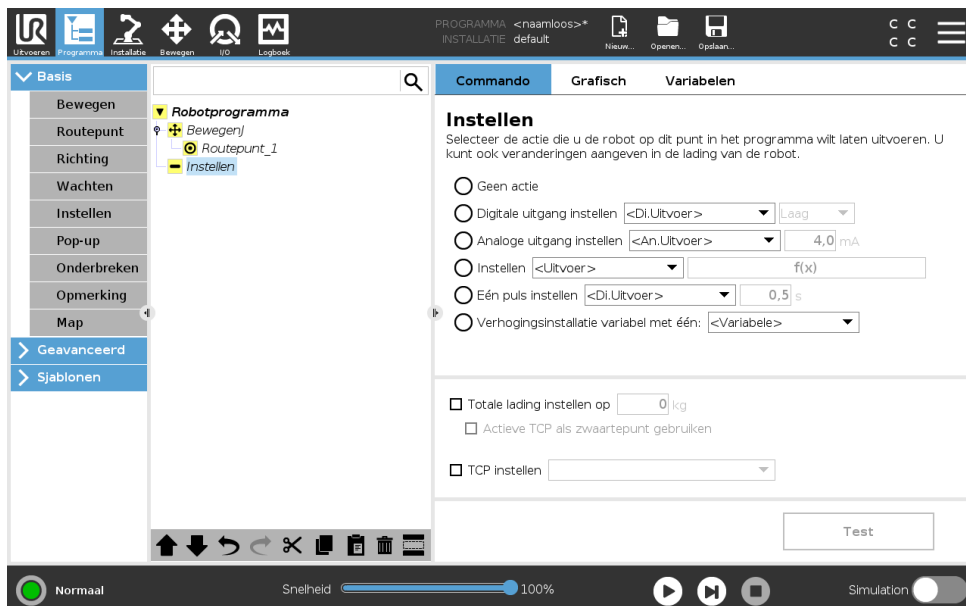 PROGRAMMA <naamloos>*
INSTALLATIE default
Uitvoeren Programma Installatie Bewegen I/O Logboek
Nieuw... Openen... Opslaan...
C C
C C
Basis
Bewegen
Routepunt
Richting
Wachten
Instellen
Pop-up
Onderbreken
Opmerking
Map
Geavanceerd
Sjablonen
Robotprogramma
BewegenJ
Routepunt_1
Instellen
Commando Grafisch Variabelen
Instellen
Selecteer de actie die u de robot op dit punt in het programma wilt laten uitvoeren. U
kunt ook veranderingen aangeven in de lading van de robot.
Geen actie
Digitale uitgang instellen <Di.Uitvoer> Laag
Analoge uitgang instellen <An.Uitvoer> 4,0 mA
Instellen <Uitvoer> f(x)
Eén puls instellen <Di.Uitvoer> 0,5 s
Verhogingsinstallatie variabel met één: <Variabele>
Totale lading instellen op 0 kg
Actieve TCP als zwaartepunt gebruiken
TCP instellen
Test
Normaal
Snelheid 100%
Simulation